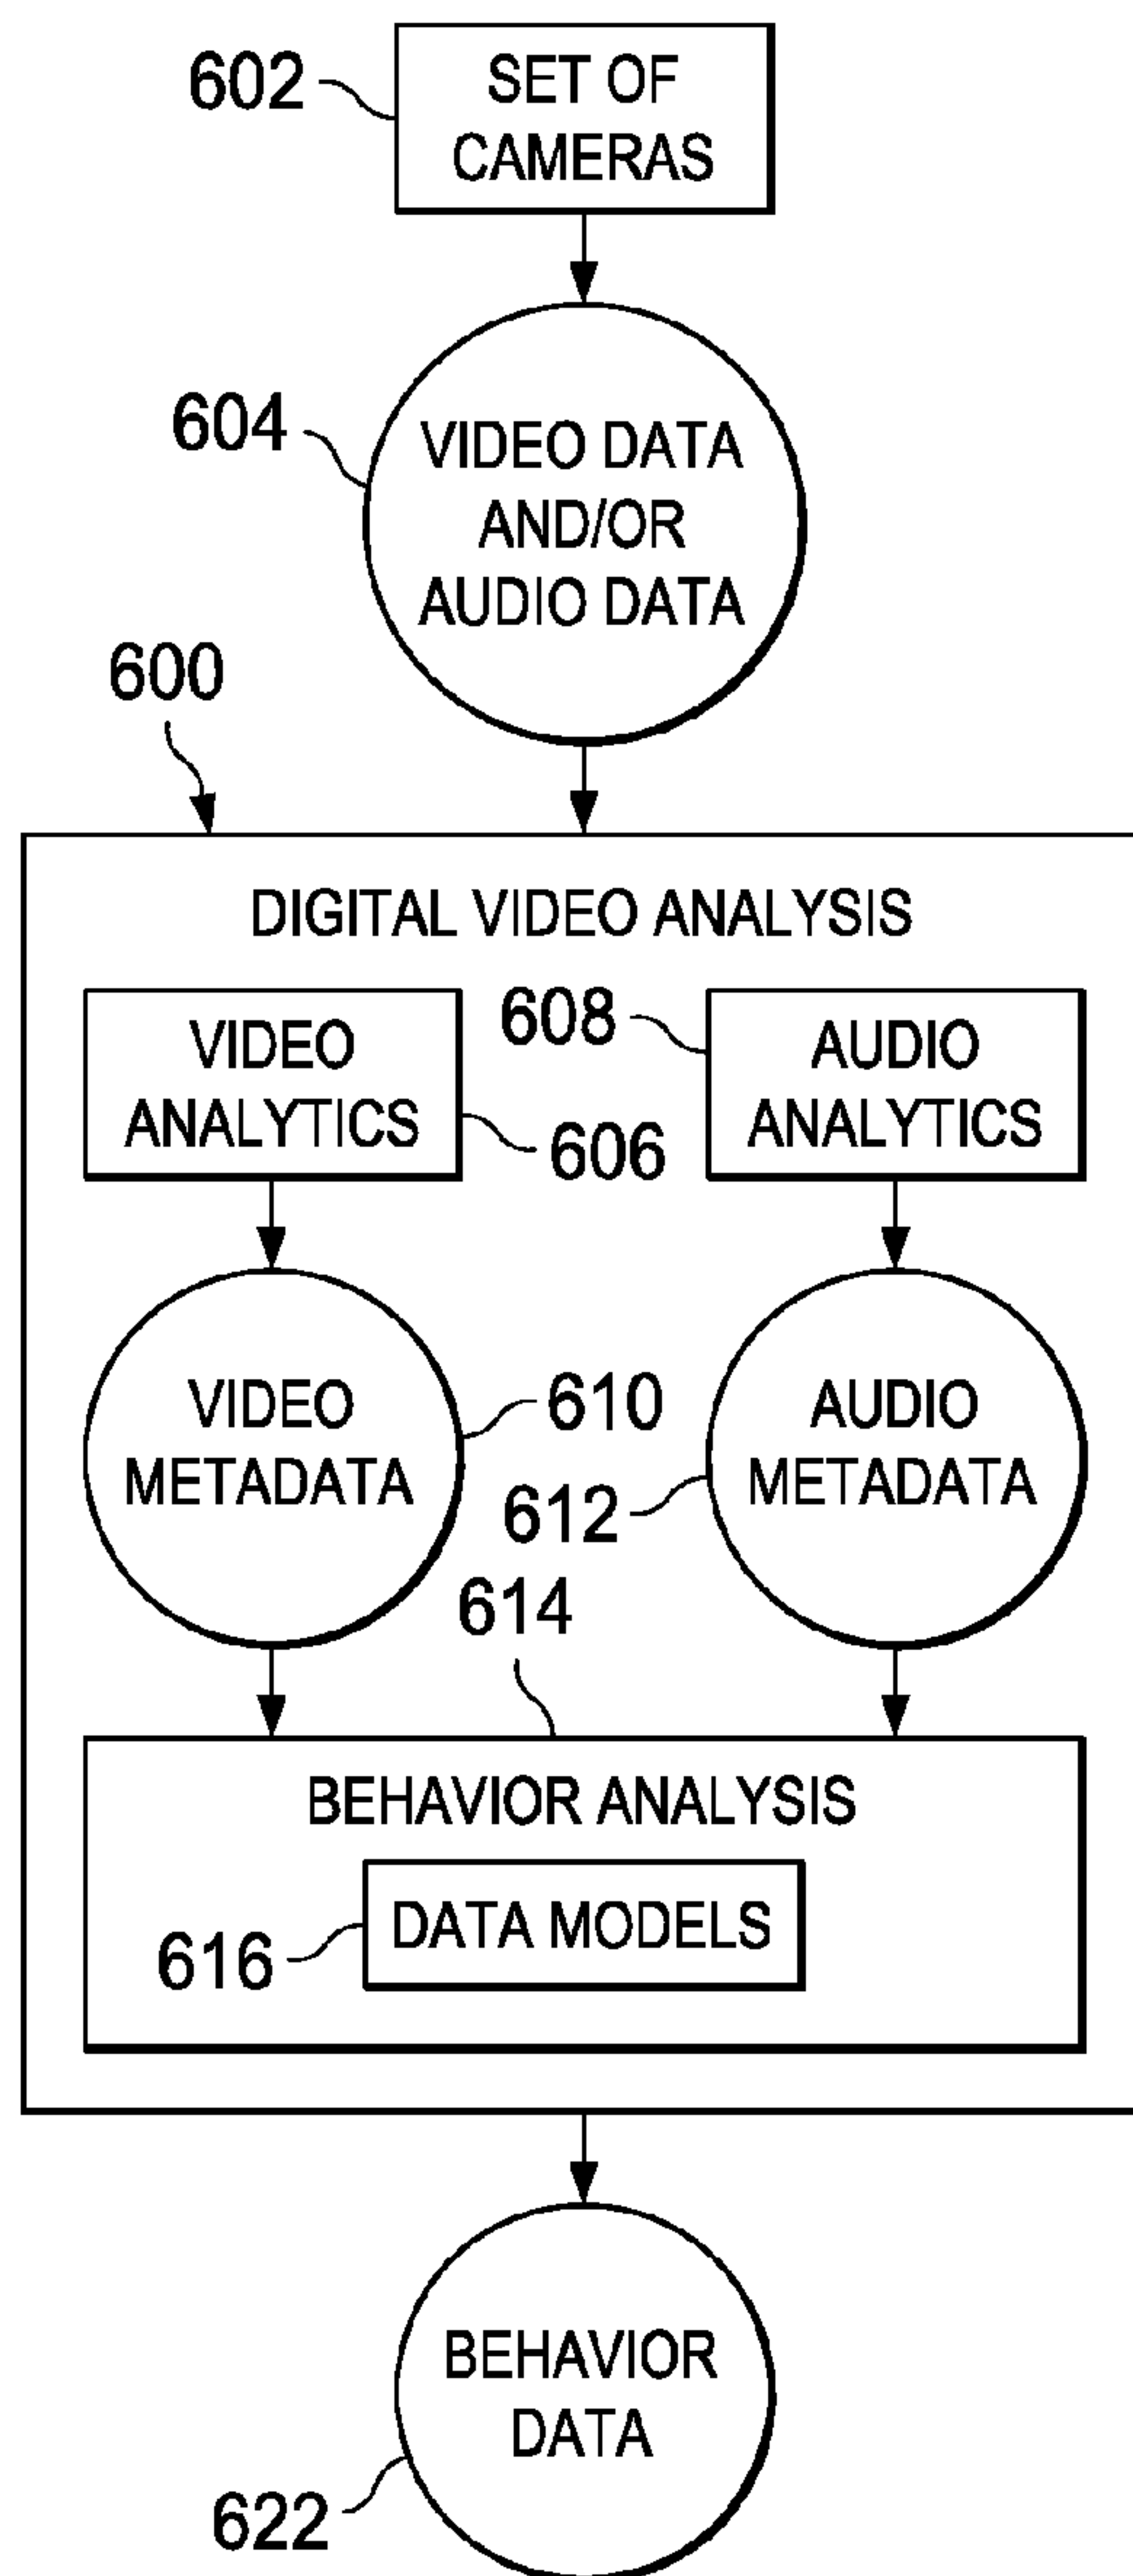 602
SET OF
CAMERAS
604
VIDEO DATA
AND/OR
AUDIO DATA
600
DIGITAL VIDEO ANALYSIS
VIDEO
ANALYTICS
606
608
AUDIO
ANALYTICS
VIDEO
METADATA
610
612
AUDIO
METADATA
614
BEHAVIOR ANALYSIS
616
DATA MODELS
BEHAVIOR
DATA
622